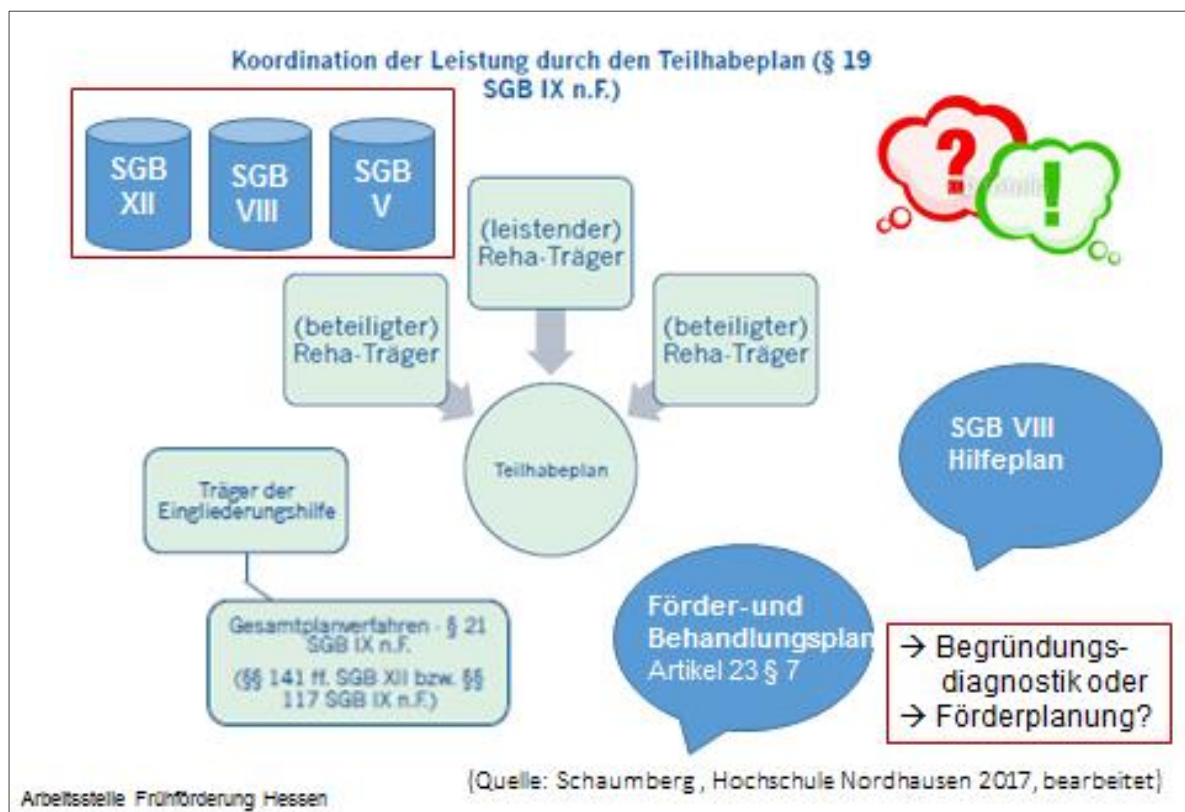 Koordination der Leistung durch den Teilhabeplan (§ 19
SGB IX n.F.)
SGB
XII
SGB
VIII
SGB
V
?
!
(leistender)
Reha-Träger
(beteiligter)
Reha-Träger
(beteiligter)
Reha-Träger
Teilhabeplan
SGB VIII
Hilfeplan
Träger der
Eingliederungshilfe
Gesamtplanverfahren - § 21
SGB IX n.F.
(§§ 141 ff. SGB XII bzw. §§
117 SGB IX n.F.)
Förder-und
Behandlungsplan
Artikel 23 § 7
→ Begründungs-
diagnostik oder
→ Förderplanung?
(Quelle: Schaumberg , Hochschule Nordhausen 2017, bearbeitet)
Arbeitsstelle Frühförderung Hessen